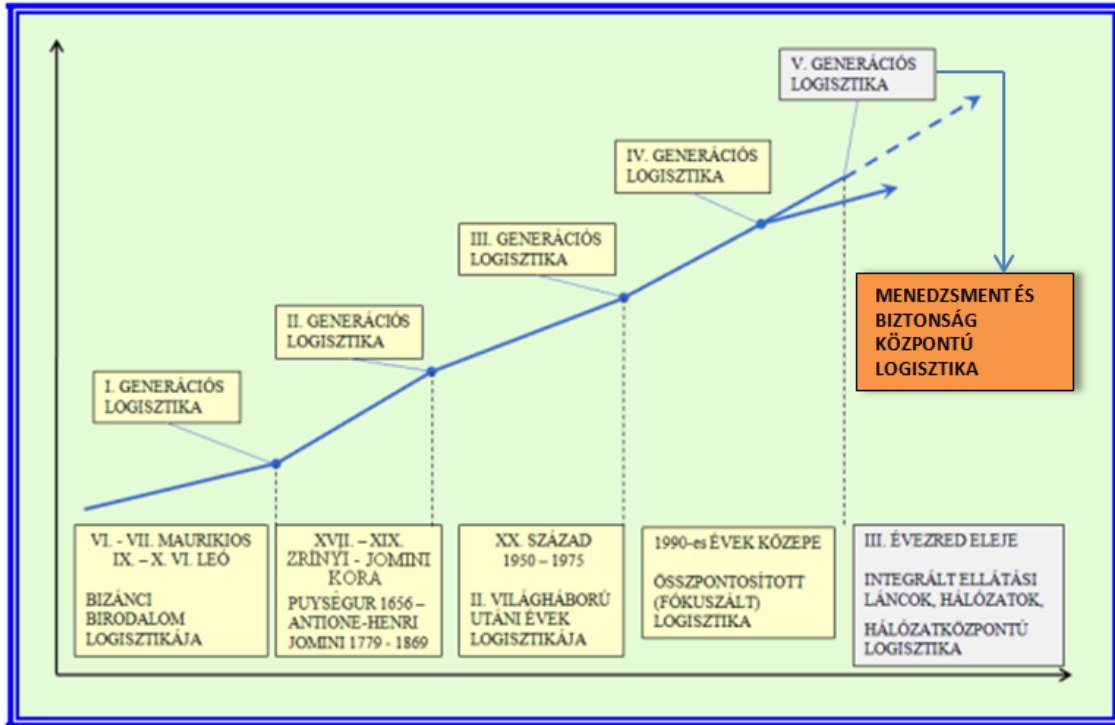 V. GENERÁCIÓS
LOGISZTIKA
IV. GENERÁCIÓS
LOGISZTIKA
III. GENERÁCIÓS
LOGISZTIKA
II. GENERÁCIÓS
LOGISZTIKA
I. GENERÁCIÓS
LOGISZTIKA
MENEDZSMENT ÉS
BIZTONSÁG
KÖZPONTÚ
LOGISZTIKA
VI. - VII. MAURIKIOS
IX. – X. VI. LEÓ
BIZÁNCI
BIRODALOM
LOGISZTIKÁJA
XVII. – XIX.
ZRÍNYI - JOMINI
KORA
PUYSÉGUR 1656 –
ANTIONE-HENRI
JOMINI 1779 - 1869
XX. SZÁZAD
1950 – 1975
II. VILÁGHÁBORÚ
UTÁNI ÉVEK
LOGISZTIKÁJA
1990-es ÉVEK KÖZEPE
ÖSSZPONTOSÍTOTT
(FÓKUSZÁLT)
LOGISZTIKA
III. ÉVEZRED ELEJE
INTEGRÁLT ELLÁTÁSI
LÁNCOK, HÁLÓZATOK,
HÁLÓZATKÖZPONTÚ
LOGISZTIKA